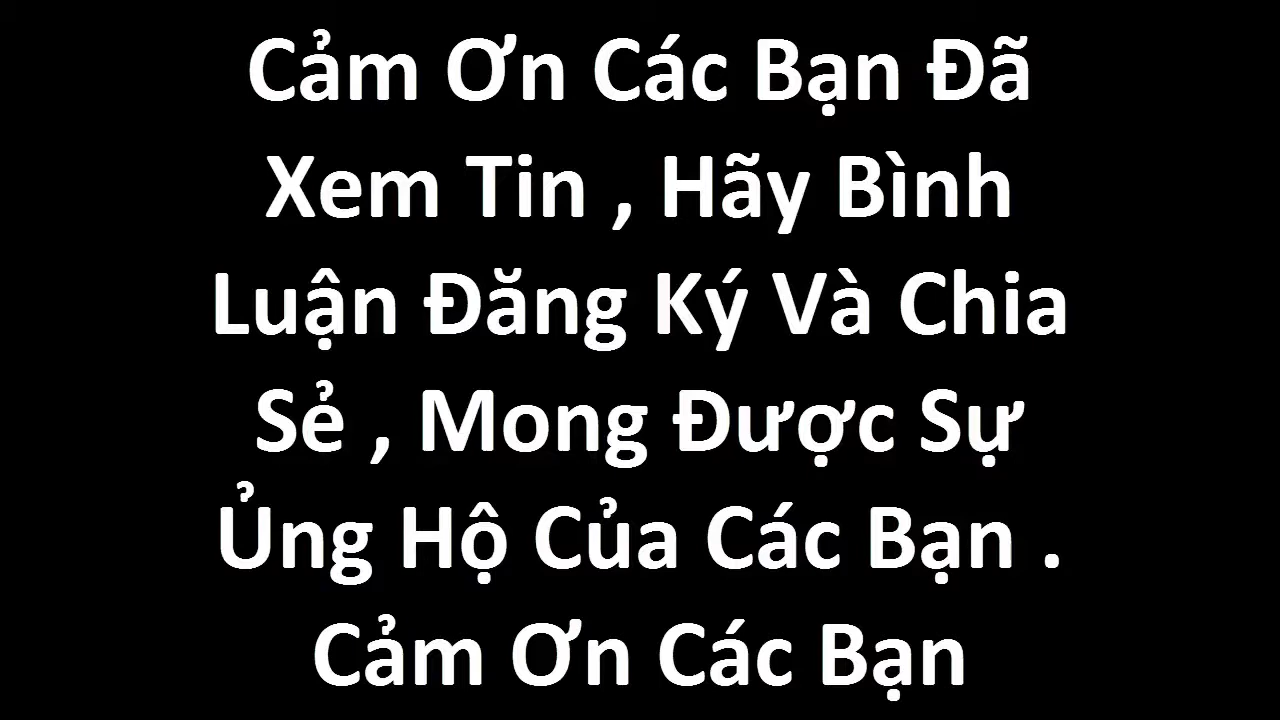 Cảm Ơn Các Bạn Đã
Xem Tin , Hãy Bình
Luận Đăng Ký Và Chia
Sẻ , Mong Được Sự
Ủng Hộ Của Các Bạn .
Cảm Ơn Các Bạn